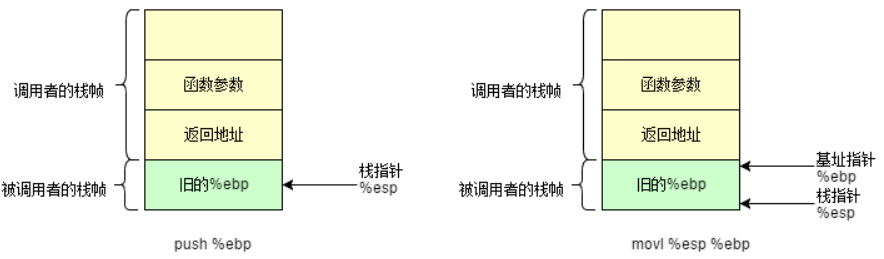 调用者的栈帧
函数参数
返回地址
被调用者的栈帧
旧的%ebp
栈指针
%esp
push %ebp
调用者的栈帧
函数参数
返回地址
被调用者的栈帧
旧的%ebp
基址指针
%ebp
栈指针
%esp
movl %esp %ebp